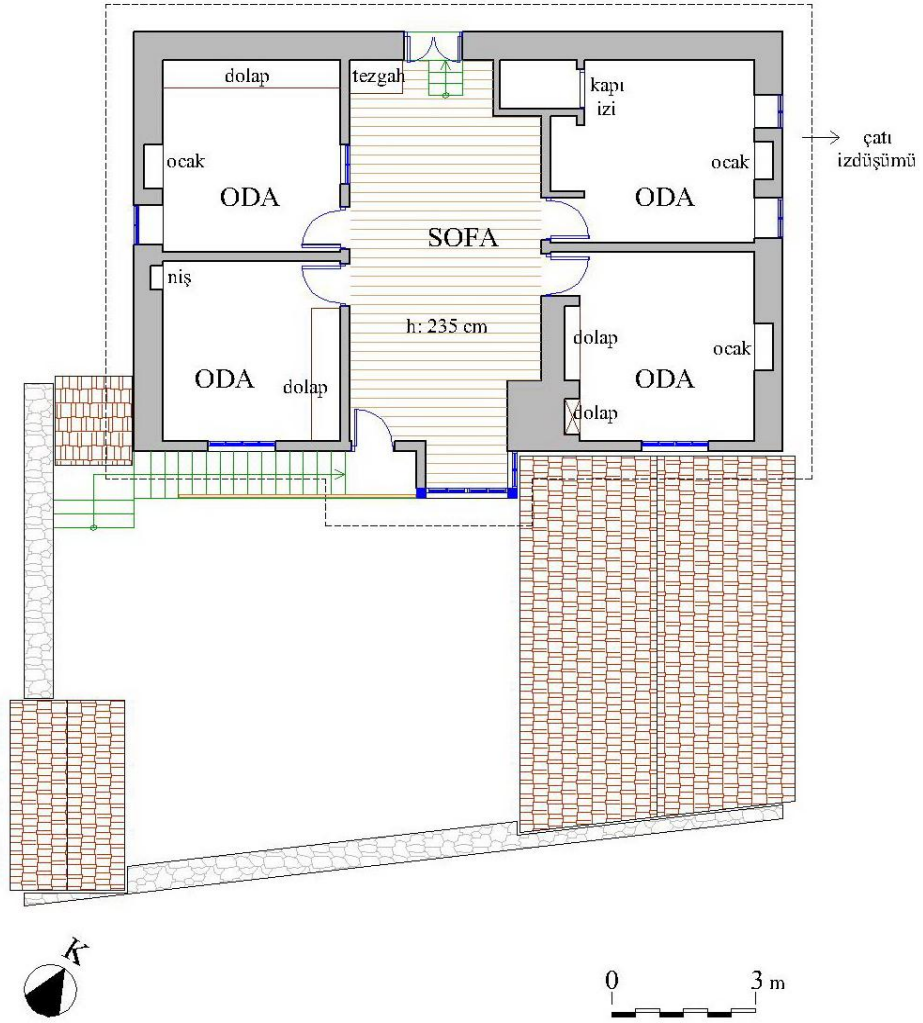 dolap
tezgah
kapı
izi
çatı
izdüşümü
ocak
ocak
ODA
ODA
SOFA
niş
h: 235 cm
dolap
ocak
ODA
dolap
ODA
dolap
K
0
3 m